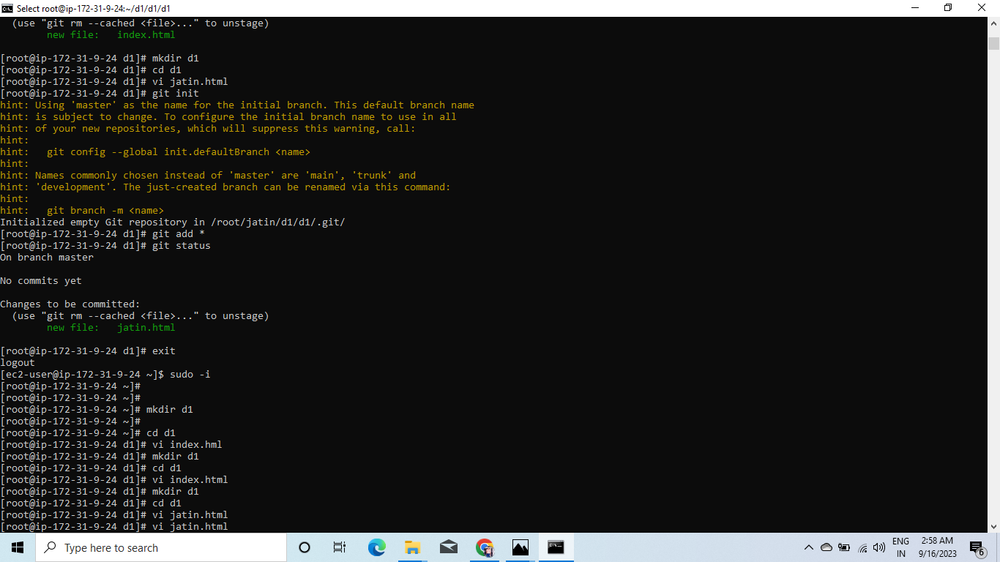 Select root@ip-172-31-9-24:~/d1/d1/d1
(use "git rm --cached <file>..." to unstage)
new file:   index.html
[root@ip-172-31-9-24 d1]# mkdir d1
[root@ip-172-31-9-24 d1]# cd d1
[root@ip-172-31-9-24 d1]# vi jatin.html
[root@ip-172-31-9-24 d1]# git init
hint: Using 'master' as the name for the initial branch. This default branch name
hint: is subject to change. To configure the initial branch name to use in all
hint: of your new repositories, which will suppress this warning, call:
hint:
hint:   git config --global init.defaultBranch <name>
hint:
hint: Names commonly chosen instead of 'master' are 'main', 'trunk' and
hint: 'development'. The just-created branch can be renamed via this command:
hint:
hint:   git branch -m <name>
Initialized empty Git repository in /root/jatin/d1/d1/.git/
[root@ip-172-31-9-24 d1]# git add *
[root@ip-172-31-9-24 d1]# git status
On branch master
No commits yet
Changes to be committed:
(use "git rm --cached <file>..." to unstage)
new file:   jatin.html
[root@ip-172-31-9-24 d1]# exit
logout
[ec2-user@ip-172-31-9-24 ~]$ sudo -i
[root@ip-172-31-9-24 ~]#
[root@ip-172-31-9-24 ~]#
[root@ip-172-31-9-24 ~]# mkdir d1
[root@ip-172-31-9-24 ~]#
[root@ip-172-31-9-24 ~]# cd d1
[root@ip-172-31-9-24 d1]# vi index.hml
[root@ip-172-31-9-24 d1]# mkdir d1
[root@ip-172-31-9-24 d1]# cd d1
[root@ip-172-31-9-24 d1]# vi index.html
[root@ip-172-31-9-24 d1]# mkdir d1
[root@ip-172-31-9-24 d1]# cd d1
[root@ip-172-31-9-24 d1]# vi jatin.html
[root@ip-172-31-9-24 d1]# vi jatin.html
Type here to search
ENG
IN
2:58 AM
9/16/2023
6